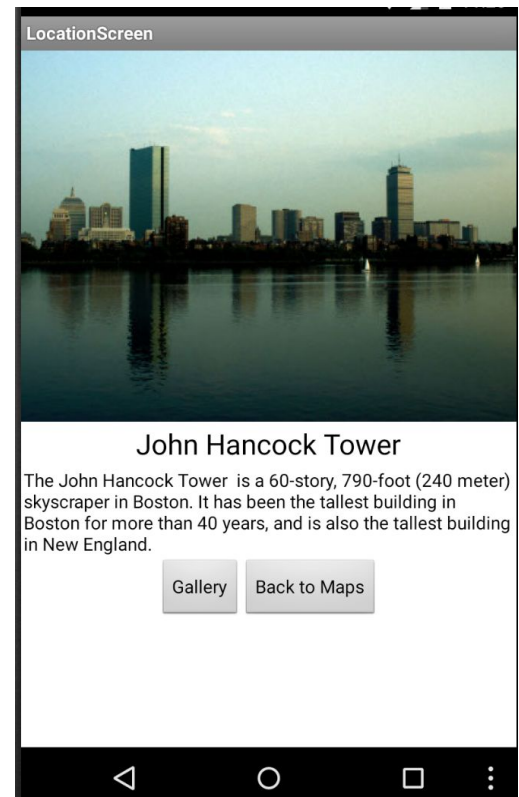 LocationScreen
John Hancock Tower
The John Hancock Tower  is a 60-story, 790-foot (240 meter)
skyscraper in Boston. It has been the tallest building in
Boston for more than 40 years, and is also the tallest building
in New England.
Gallery Back to Maps